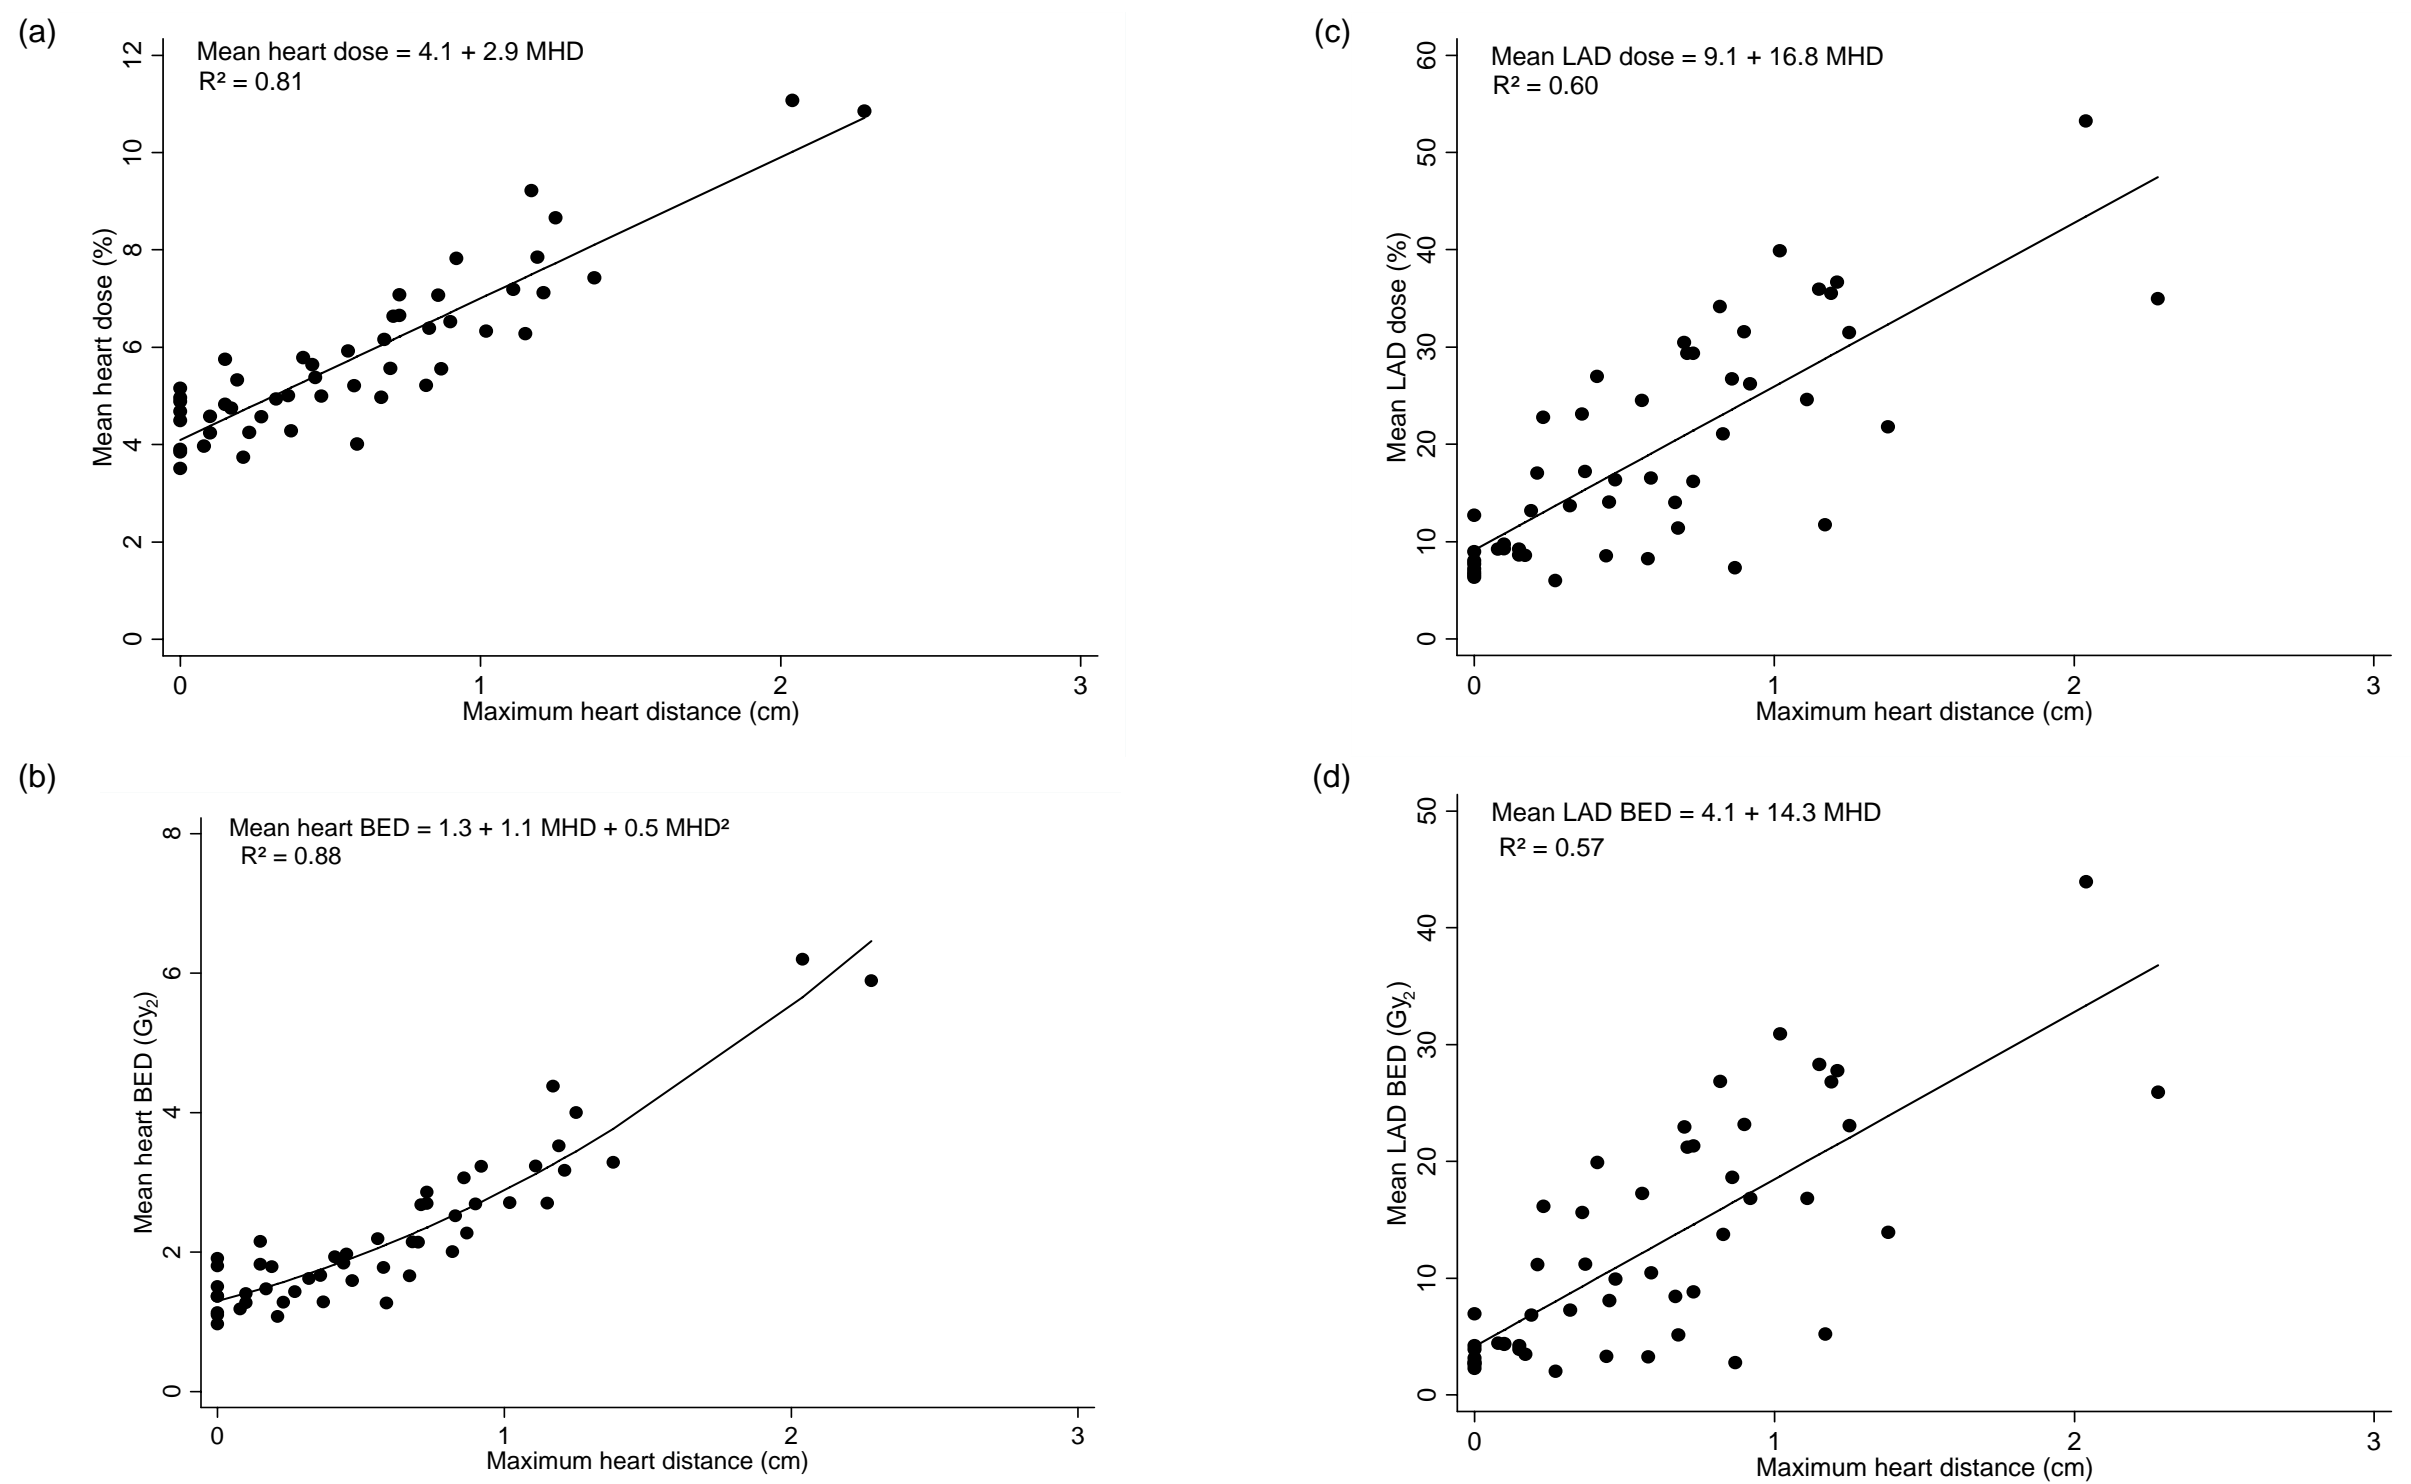 (a)
Mean heart dose = 4.1 + 2.9 MHD
R² = 0.81
Mean heart dose (%)
12
10
8
6
4
2
0
0 1 2 3
Maximum heart distance (cm)
(c)
Mean LAD dose = 9.1 + 16.8 MHD
R² = 0.60
Mean LAD dose (%)
60
50
40
30
20
10
0
0 1 2 3
Maximum heart distance (cm)
(b)
Mean heart BED = 1.3 + 1.1 MHD + 0.5 MHD²
R² = 0.88
Mean heart BED (Gy₂)
8
6
4
2
0
0 1 2 3
Maximum heart distance (cm)
(d)
Mean LAD BED = 4.1 + 14.3 MHD
R² = 0.57
Mean LAD BED (Gy₂)
50
40
30
20
10
0
0 1 2 3
Maximum heart distance (cm)